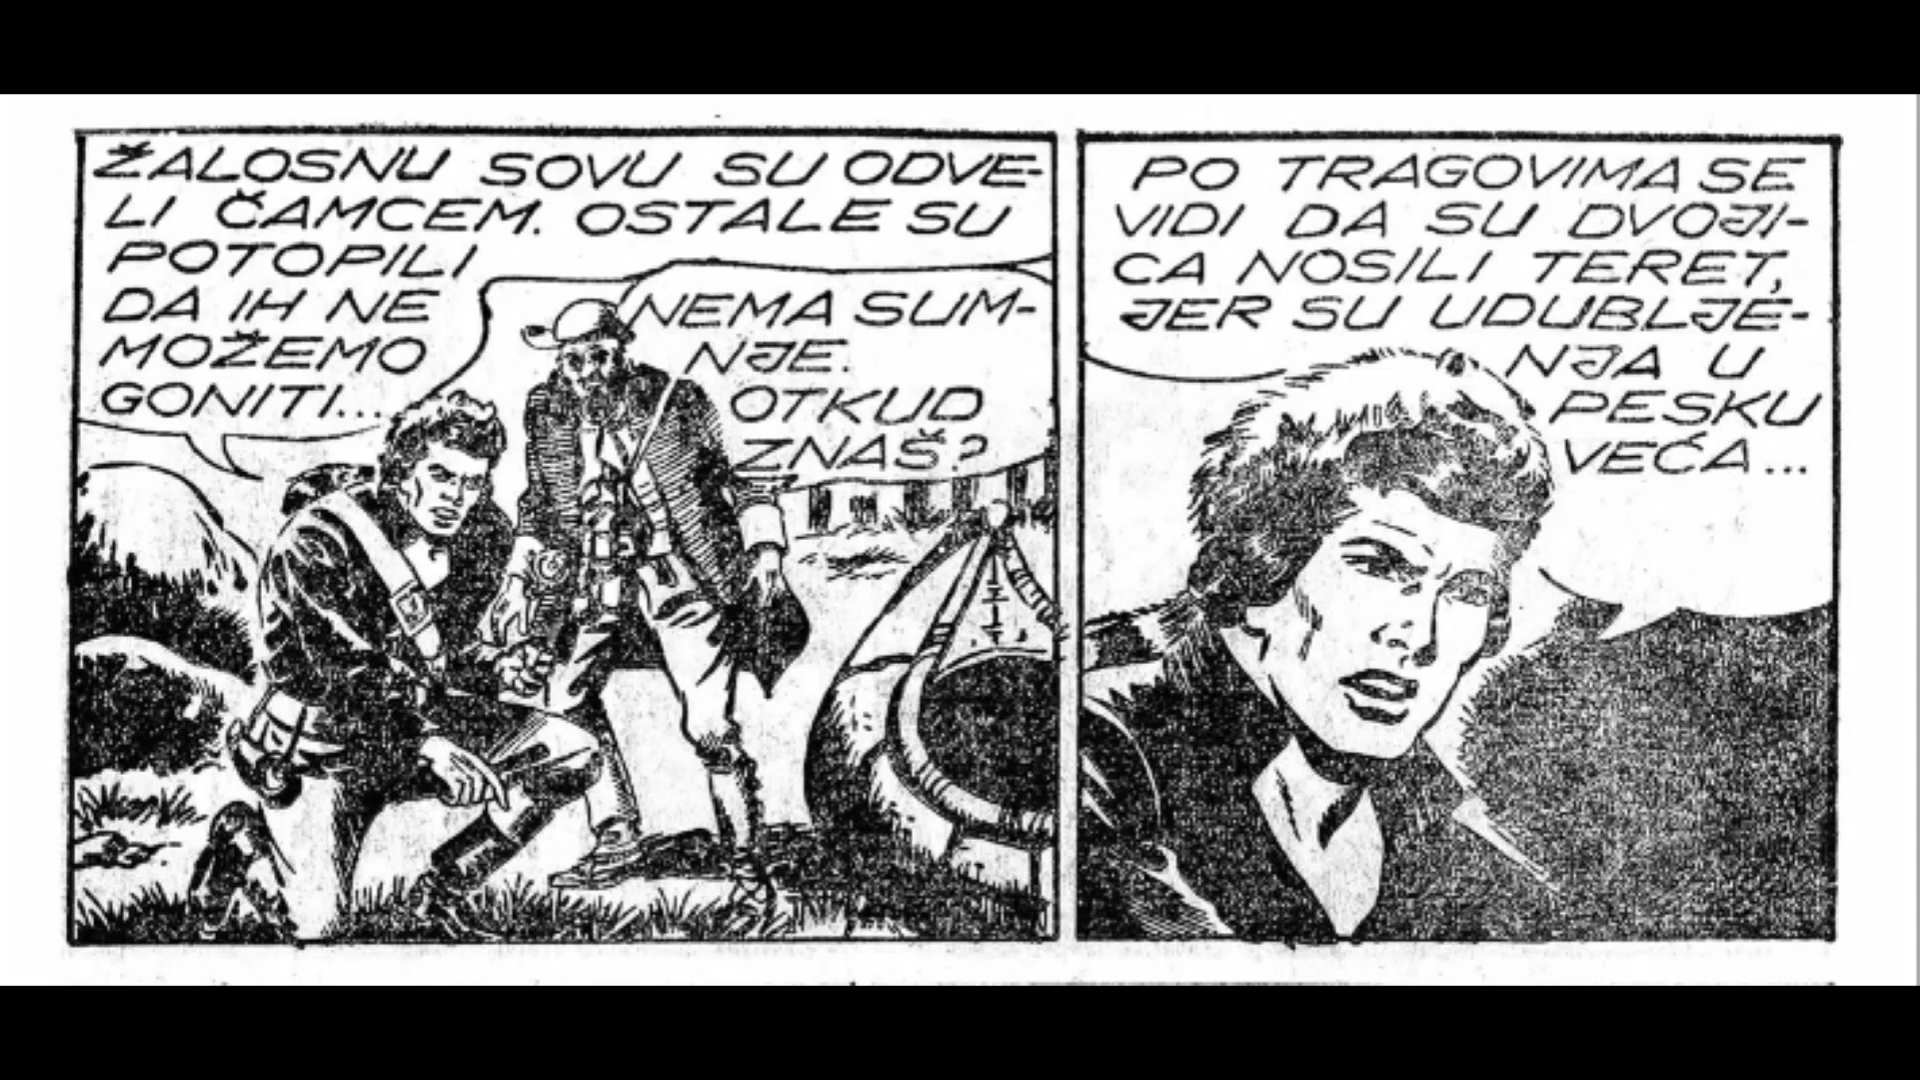 ŽALOSNU SOVU SU ODVE-
LI ČAMCEM. OSTALE SU
POTOPILI
DA IH NE
MOŽEMO
GONITI...
NEMA SUM-
NJE.
OTKUD
ZNAŠ?
PO TRAGOVIMA SE
VIDI DA SU DVOJI-
CA NOSILI TERET,
JER SU UDUBLJE-
NJA U
PESKU
VEĆA...